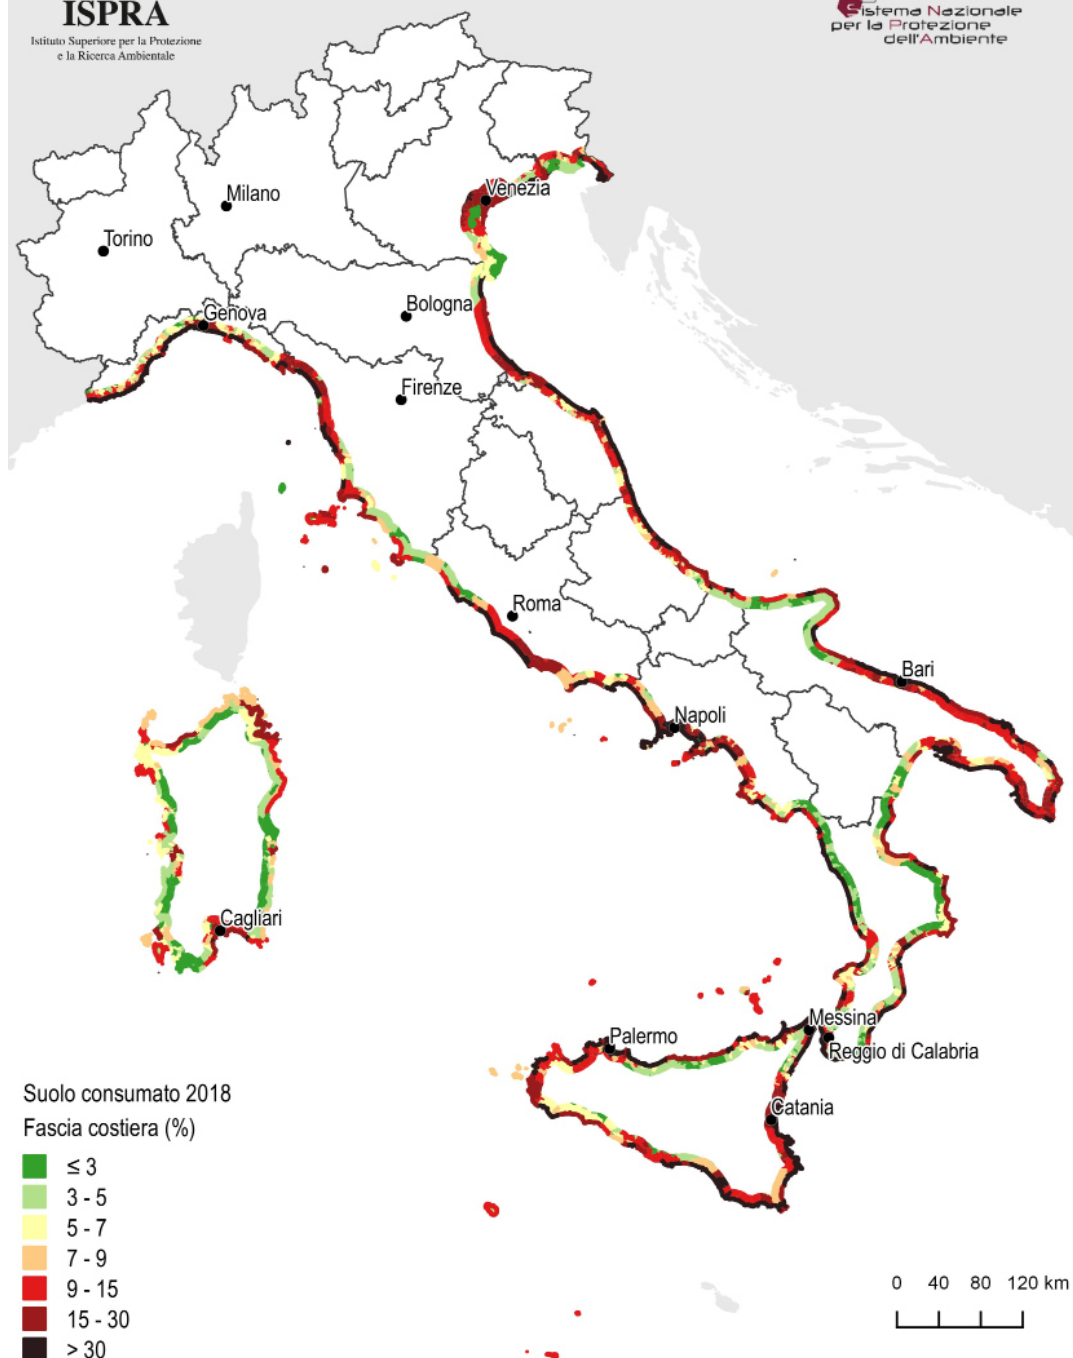 ISPRA
Istituto Superiore per la Protezione
e la Ricerca Ambientale
Sistema Nazionale
per la Protezione
dell'Ambiente
Milano
Venezia
Torino
Genova
Bologna
Firenze
Roma
Bari
Napoli
Cagliari
Messina
Palermo
Reggio di Calabria
Catania
Suolo consumato 2018
Fascia costiera (%)
≤ 3
3 - 5
5 - 7
7 - 9
9 - 15
15 - 30
> 30
0 40 80 120 km